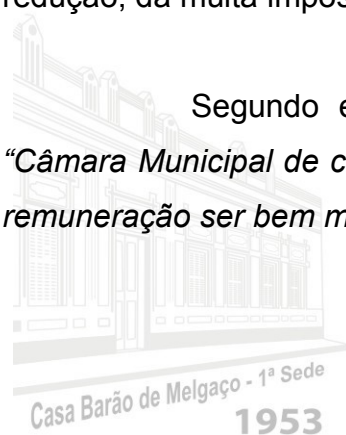 redução, da multa impos
Segundo e
“Câmara Municipal de c
remuneração ser bem m
Casa Barão de Melgaço - 1ª Sede
1953